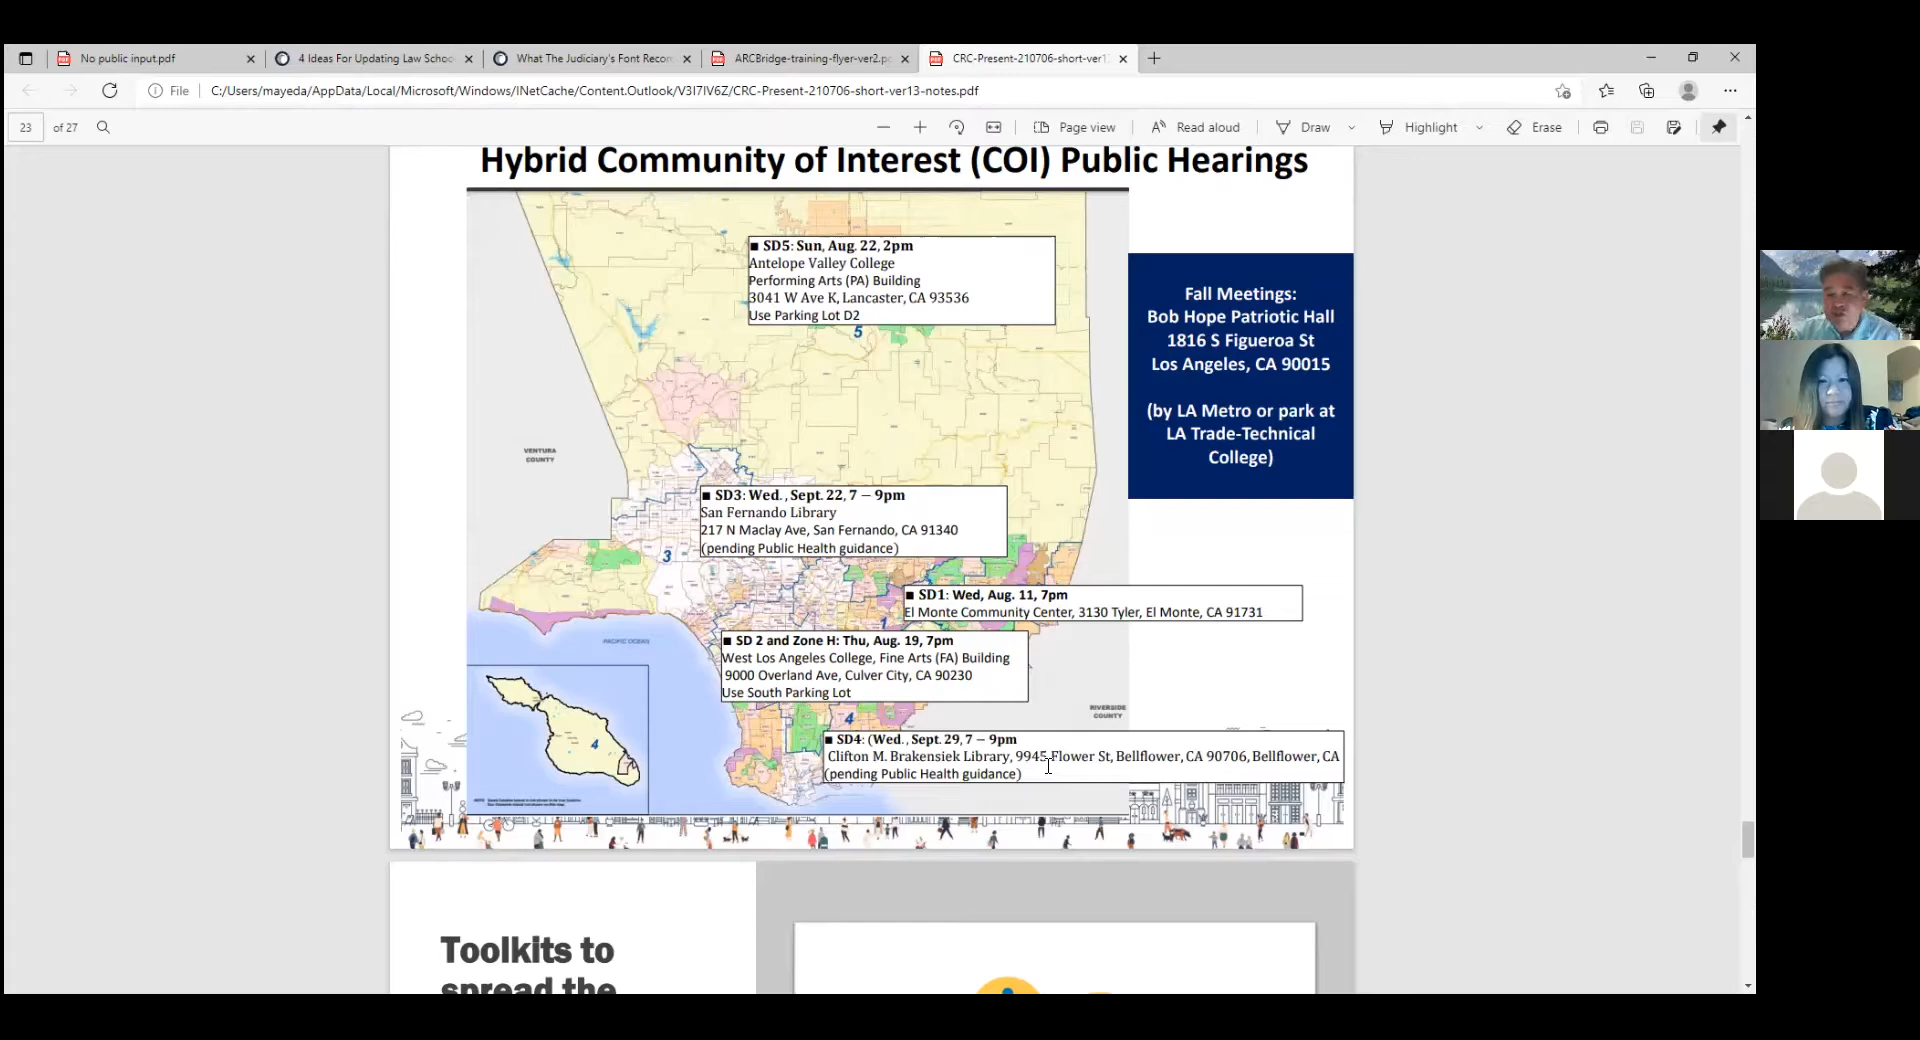 No public input.pdf
4 Ideas For Updating Law Schoo
What The Judiciary's Font Recon
ARCBridge-training-flyer-ver2.pd
CRC-Present-210706-short-ver1
File
C:/Users/mayeda/AppData/Local/Microsoft/Windows/INetCache/Content.Outlook/V3I7IV6Z/CRC-Present-210706-short-ver13-notes.pdf
23 of 27
Page view
Read aloud
Draw
Highlight
Erase
Hybrid Community of Interest (COI) Public Hearings
■ SD5: Sun, Aug. 22, 2pm
Antelope Valley College
Performing Arts (PA) Building
3041 W Ave K, Lancaster, CA 93536
Use Parking Lot D2
5
Fall Meetings:
Bob Hope Patriotic Hall
1816 S Figueroa St
Los Angeles, CA 90015
(by LA Metro or park at
LA Trade-Technical
College)
VENTURA
COUNTY
■ SD3: Wed., Sept. 22, 7 – 9pm
San Fernando Library
217 N Maclay Ave, San Fernando, CA 91340
(pending Public Health guidance)
3
■ SD1: Wed, Aug. 11, 7pm
El Monte Community Center, 3130 Tyler, El Monte, CA 91731
1
PACIFIC OCEAN
■ SD 2 and Zone H: Thu, Aug. 19, 7pm
West Los Angeles College, Fine Arts (FA) Building
9000 Overland Ave, Culver City, CA 90230
Use South Parking Lot
RIVERSIDE
COUNTY
4
4
■ SD4: (Wed., Sept. 29, 7 – 9pm
Clifton M. Brakensiek Library, 9945 Flower St, Bellflower, CA 90706, Bellflower, CA
(pending Public Health guidance)
Toolkits to
spread the